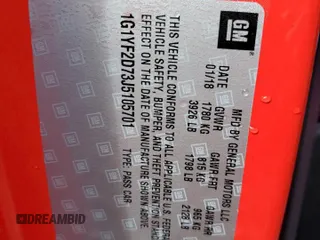 GM
MFD BY GENERAL MOTORS LLC
DATE GVWR GAWR FRT GAWR RR
01/18 1780 KG 815 KG 965 KG
3926 LB 1798 LB 2128 LB
THIS VEHICLE CONFORMS TO ALL APPLICABLE U.S. FEDERAL
VEHICLE SAFETY, BUMPER, AND THEFT PREVENTION
STANDARDS IN EFFECT ON THE DATE OF
MANUFACTURE SHOWN ABOVE.
1G1YF2D73J5105701 TYPE: PASS CAR
DREAMBID